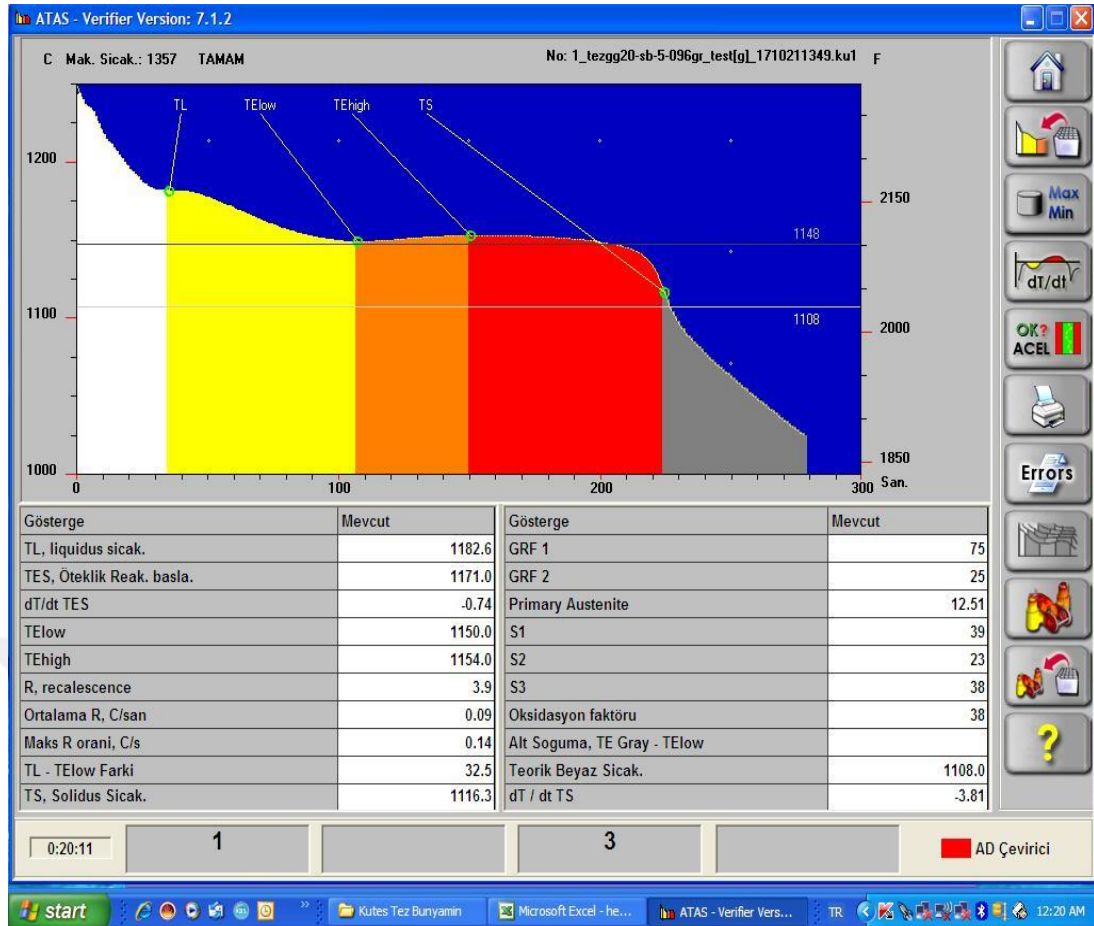 ATAS - Verifier Version: 7.1.2
C Mak. Sicak.: 1357 TAMAM No: 1_tezgg20-sb-5-096gr_test[g]_1710211349.ku1 F
TL TElow TEhigh TS
1200
2150
Max
Min
1148
dT/dt
1100
1108
2000
OK?
ACEL
1850
1000
Errors
0 100 200 300 San.
Gösterge Mevcut Gösterge Mevcut
TL, liquidus sicak. 1182.6 GRF 1 75
TES, Öteklik Reak. basla. 1171.0 GRF 2 25
dT/dt TES -0.74 Primary Austenite 12.51
TElow 1150.0 S1 39
TEhigh 1154.0 S2 23
R, recalescence 3.9 S3 38
Ortalama R, C/san 0.09 Oksidasyon faktöru 38
Maks R orani, C/s 0.14 Alt Soguma, TE Gray - TElow
TL - TElow Farki 32.5 Teorik Beyaz Sicak. 1108.0
TS, Solidus Sicak. 1116.3 dT / dt TS -3.81
?
0:20:11 1 3 AD Çevirici
start Kutes Tez Bunyamin Microsoft Excel - he... ATAS - Verifier Vers... TR 12:20 AM